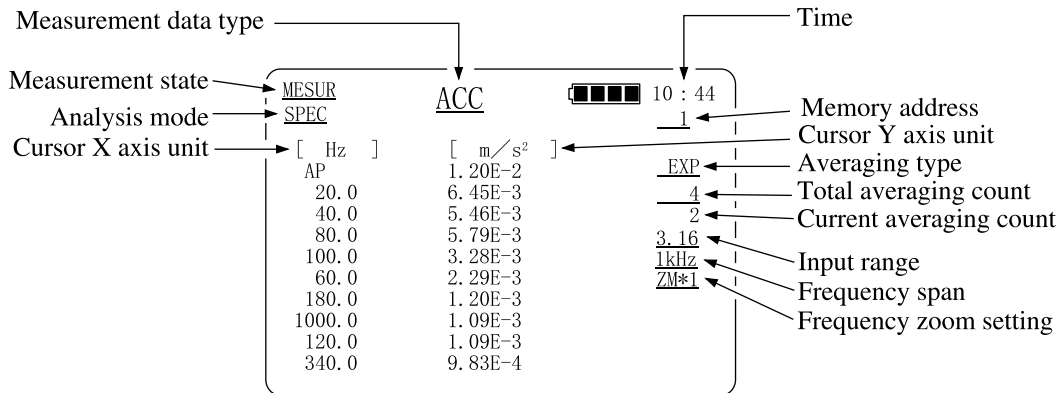 Measurement data type
Time
Measurement state
MESUR
ACC
10 : 44
Analysis mode
SPEC
1
Memory address
Cursor X axis unit
[ Hz ]
[ m/s² ]
Cursor Y axis unit
AP 1.20E-2
EXP
Averaging type
20.0 6.45E-3
4
Total averaging count
40.0 5.46E-3
2
Current averaging count
80.0 5.79E-3
3.16
Input range
100.0 3.28E-3
1kHz
Frequency span
60.0 2.29E-3
ZM*1
Frequency zoom setting
180.0 1.20E-3
1000.0 1.09E-3
120.0 1.09E-3
340.0 9.83E-4